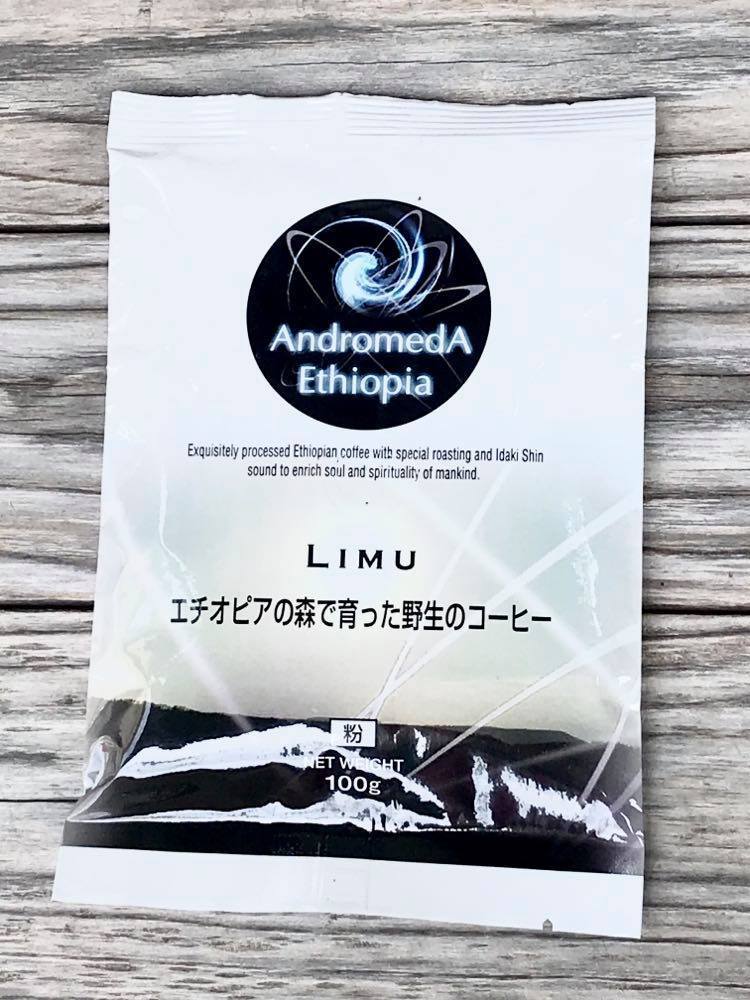 AndromedA
Ethiopia
Exquisitely processed Ethiopian coffee with special roasting and Idaki Shin
sound to enrich soul and spirituality of mankind.
LIMU
エチオピアの森で育った野生のコーヒー
粉
NET WEIGHT
100g